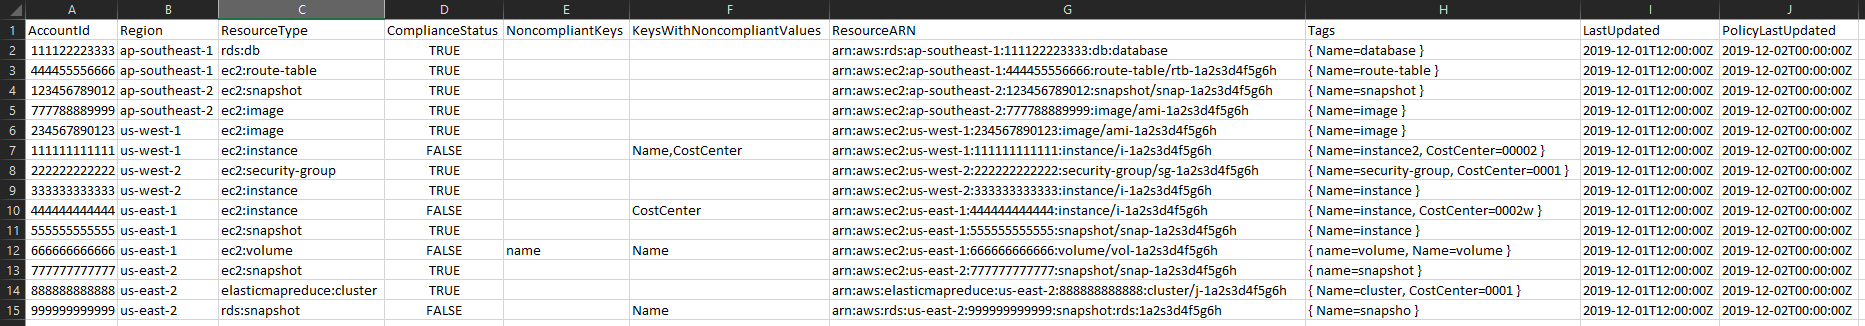 A B C D E F G H I J
1 AccountId Region ResourceType ComplianceStatus NoncompliantKeys KeysWithNoncompliantValues ResourceARN Tags LastUpdated PolicyLastUpdated
2 111122223333 ap-southeast-1 rds:db TRUE arn:aws:rds:ap-southeast-1:111122223333:db:database { Name=database } 2019-12-01T12:00:00Z 2019-12-02T00:00:00Z
3 444455556666 ap-southeast-1 ec2:route-table TRUE arn:aws:ec2:ap-southeast-1:444455556666:route-table/rtb-1a2s3d4f5g6h { Name=route-table } 2019-12-01T12:00:00Z 2019-12-02T00:00:00Z
4 123456789012 ap-southeast-2 ec2:snapshot TRUE arn:aws:ec2:ap-southeast-2:123456789012:snapshot/snap-1a2s3d4f5g6h { Name=snapshot } 2019-12-01T12:00:00Z 2019-12-02T00:00:00Z
5 777788889999 ap-southeast-2 ec2:image TRUE arn:aws:ec2:ap-southeast-2:777788889999:image/ami-1a2s3d4f5g6h { Name=image } 2019-12-01T12:00:00Z 2019-12-02T00:00:00Z
6 234567890123 us-west-1 ec2:image TRUE arn:aws:ec2:us-west-1:234567890123:image/ami-1a2s3d4f5g6h { Name=image } 2019-12-01T12:00:00Z 2019-12-02T00:00:00Z
7 111111111111 us-west-1 ec2:instance FALSE Name,CostCenter arn:aws:ec2:us-west-1:111111111111:instance/i-1a2s3d4f5g6h { Name=instance2, CostCenter=00002 } 2019-12-01T12:00:00Z 2019-12-02T00:00:00Z
8 222222222222 us-west-2 ec2:security-group TRUE arn:aws:ec2:us-west-2:222222222222:security-group/sg-1a2s3d4f5g6h { Name=security-group, CostCenter=0001 } 2019-12-01T12:00:00Z 2019-12-02T00:00:00Z
9 333333333333 us-west-2 ec2:instance TRUE arn:aws:ec2:us-west-2:333333333333:instance/i-1a2s3d4f5g6h { Name=instance } 2019-12-01T12:00:00Z 2019-12-02T00:00:00Z
10 444444444444 us-east-1 ec2:instance FALSE CostCenter arn:aws:ec2:us-east-1:444444444444:instance/i-1a2s3d4f5g6h { Name=instance, CostCenter=0002w } 2019-12-01T12:00:00Z 2019-12-02T00:00:00Z
11 555555555555 us-east-1 ec2:snapshot TRUE arn:aws:ec2:us-east-1:555555555555:snapshot/snap-1a2s3d4f5g6h { Name=instance } 2019-12-01T12:00:00Z 2019-12-02T00:00:00Z
12 666666666666 us-east-1 ec2:volume FALSE name Name arn:aws:ec2:us-east-1:666666666666:volume/vol-1a2s3d4f5g6h { name=volume, Name=volume } 2019-12-01T12:00:00Z 2019-12-02T00:00:00Z
13 777777777777 us-east-2 ec2:snapshot TRUE arn:aws:ec2:us-east-2:777777777777:snapshot/snap-1a2s3d4f5g6h { name=snapshot } 2019-12-01T12:00:00Z 2019-12-02T00:00:00Z
14 888888888888 us-east-2 elasticmapreduce:cluster TRUE arn:aws:elasticmapreduce:us-east-2:888888888888:cluster/j-1a2s3d4f5g6h { Name=cluster, CostCenter=0001 } 2019-12-01T12:00:00Z 2019-12-02T00:00:00Z
15 999999999999 us-east-2 rds:snapshot FALSE Name arn:aws:rds:us-east-2:999999999999:snapshot:rds:1a2s3d4f5g6h { Name=snapsho } 2019-12-01T12:00:00Z 2019-12-02T00:00:00Z